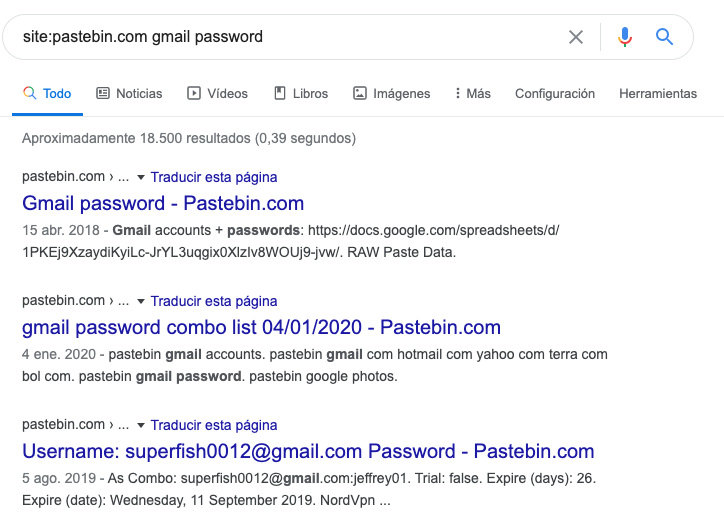 site:pastebin.com gmail password
Todo Noticias Vídeos Libros Imágenes Más Configuración Herramientas
Aproximadamente 18.500 resultados (0,39 segundos)
pastebin.com › ... Traducir esta página
Gmail password - Pastebin.com
15 abr. 2018 - Gmail accounts + passwords: https://docs.google.com/spreadsheets/d/
1PKEj9XzaydiKyiLc-JrYL3uqgix0XlzIv8WOUj9-jvw/. RAW Paste Data.
pastebin.com › ... Traducir esta página
gmail password combo list 04/01/2020 - Pastebin.com
4 ene. 2020 - pastebin gmail accounts. pastebin gmail com hotmail com yahoo com terra com
bol com. pastebin gmail password. pastebin google photos.
pastebin.com › ... Traducir esta página
Username: superfish0012@gmail.com Password - Pastebin.com
5 ago. 2019 - As Combo: superfish0012@gmail.com:jeffrey01. Trial: false. Expire (days): 26.
Expire (date): Wednesday, 11 September 2019. NordVpn ...